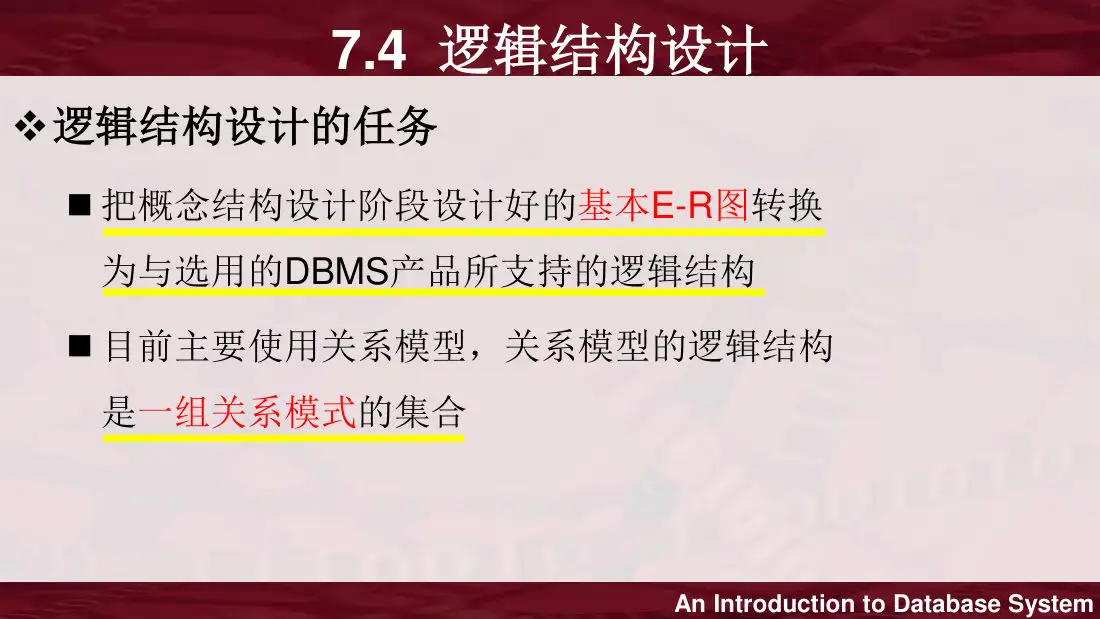 7.4 逻辑结构设计
❖逻辑结构设计的任务
■ 把概念结构设计阶段设计好的基本E-R图转换
为与选用的DBMS产品所支持的逻辑结构
■ 目前主要使用关系模型，关系模型的逻辑结构
是一组关系模式的集合
An Introduction to Database System